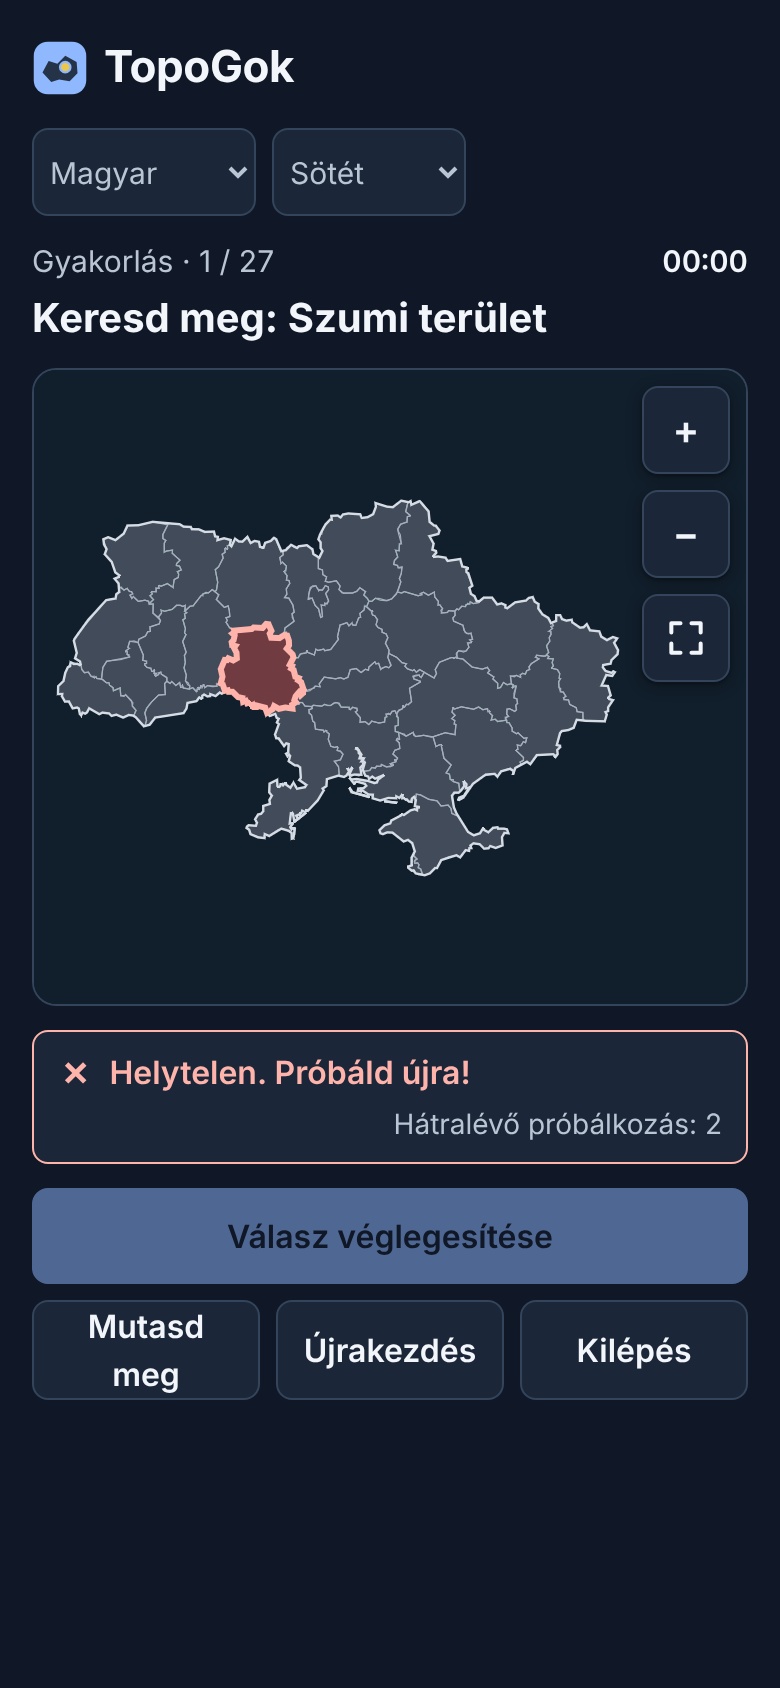 TopoGok
Magyar
Sötét
Gyakorlás · 1 / 27
00:00
Keresd meg: Szumi terület
+
−
✕ Helytelen. Próbáld újra!
Hátralévő próbálkozás: 2
Válasz véglegesítése
Mutasd
meg
Újrakezdés
Kilépés